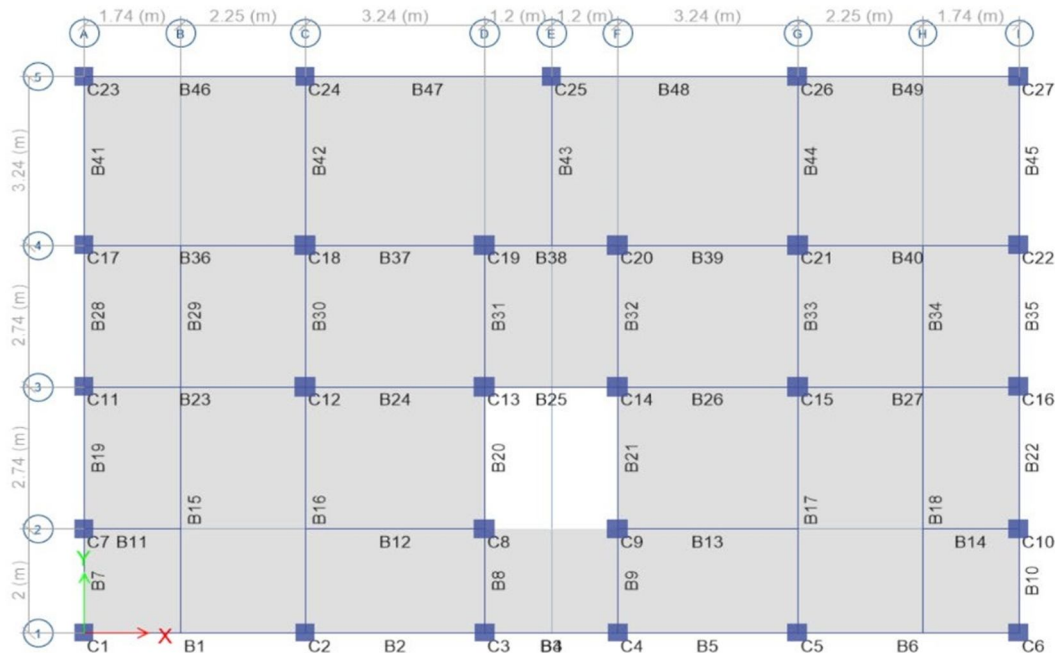 1.74 (m) 2.25 (m) 3.24 (m) 1.2 (m) 1.2 (m) 3.24 (m) 2.25 (m) 1.74 (m)
A B C D E F G H I
5
C23 B46 C24 B47 C25 B48 C26 B49 C27
3.24 (m) B41 B42 B43 B44 B45
4
C17 B36 C18 B37 C19 B38 C20 B39 C21 B40 C22
2.74 (m) B28 B29 B30 B31 B32 B33 B34 B35
3
C11 B23 C12 B24 C13 B25 C14 B26 C15 B27 C16
2.74 (m) B19 B20 B21 B22
B15 B16 B17 B18
2
C7 B11 B12 C8 C9 B13 B14 C10
Y
2 (m) B7 B8 B9 B10
1
X
C1 B1 C2 B2 C3 C4 B5 C5 B6 C6